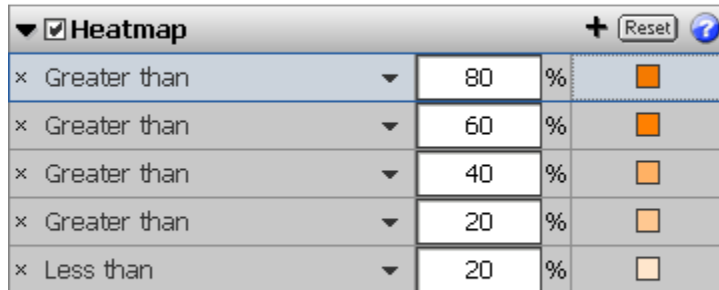 Heatmap + Reset ?
× Greater than 80 %
× Greater than 60 %
× Greater than 40 %
× Greater than 20 %
× Less than 20 %